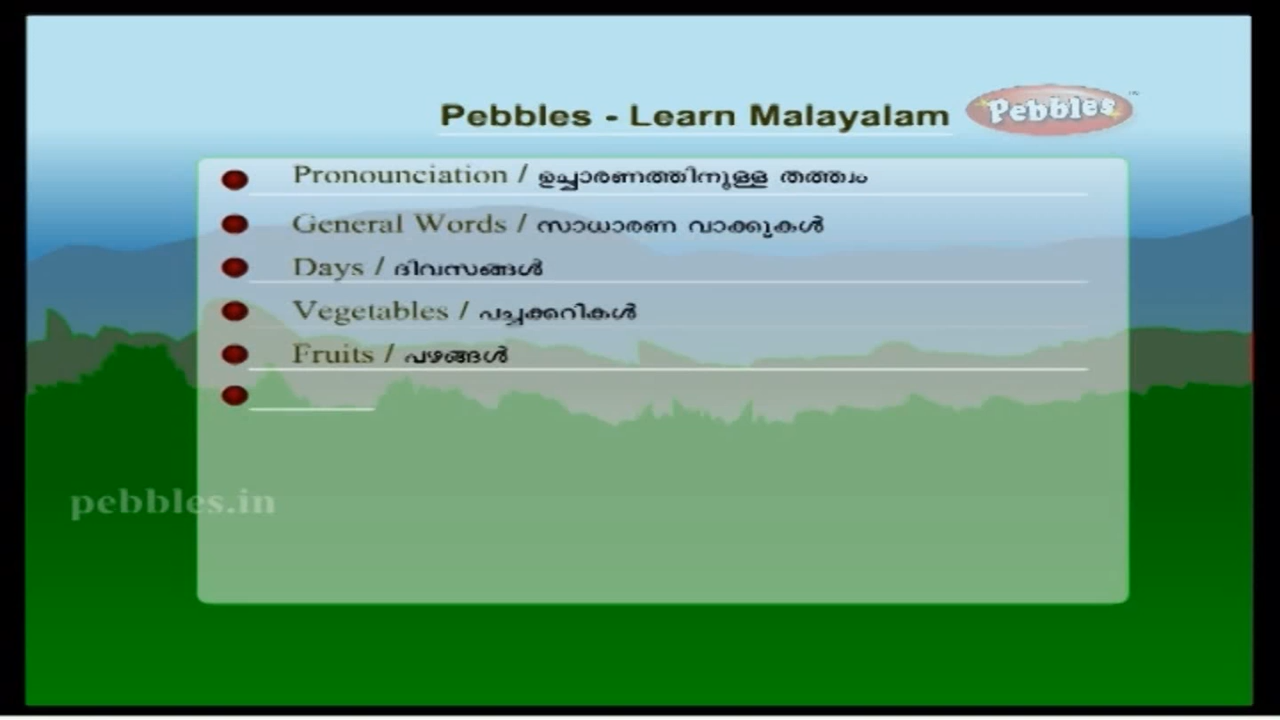 Pebbles - Learn Malayalam
Pebbles
Pronounciation / ഉച്ചാരണത്തിനുള്ള തത്ത്വം
General Words / സാധാരണ വാക്കുകൾ
Days / ദിവസങ്ങൾ
Vegetables / പച്ചക്കറികൾ
Fruits / പഴങ്ങൾ
pebbles.in